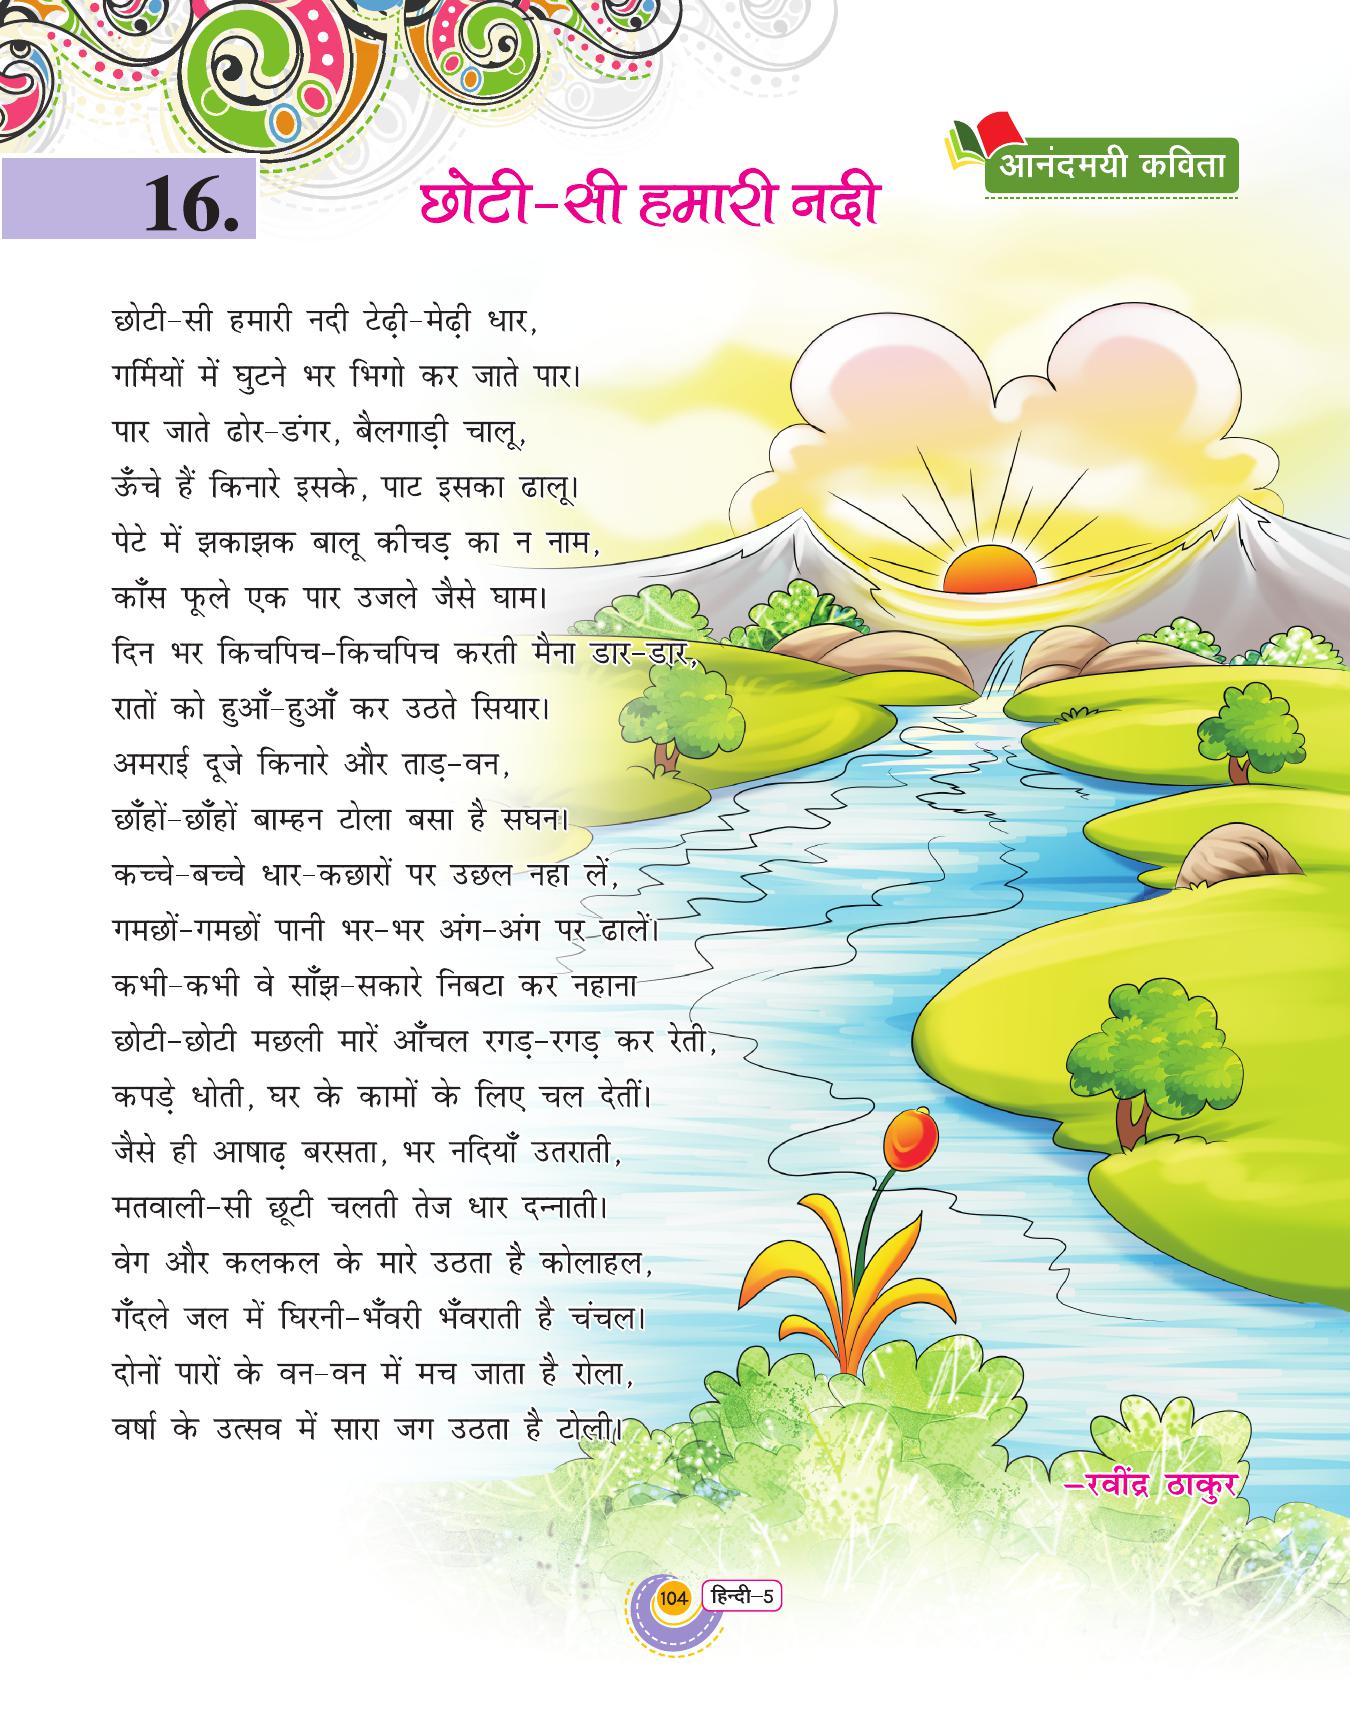 आनंदमयी कविता
16.
छोटी-सी हमारी नदी
छोटी-सी हमारी नदी टेढ़ी-मेढ़ी धार,
गर्मियों में घुटने भर भिगो कर जाते पार।
पार जाते ढोर-डंगर, बैलगाड़ी चालू,
ऊँचे हैं किनारे इसके, पाट इसका ढालू।
पेटे में झकाझक बालू कीचड़ का न नाम,
काँस फूले एक पार उजले जैसे घाम।
दिन भर किचपिच-किचपिच करती मैना डार-डार,
रातों को हुआँ-हुआँ कर उठते सियार।
अमराई दूजे किनारे और ताड़-वन,
छाँहों-छाँहों बाम्हन टोला बसा है सघन।
कच्चे-बच्चे धार-कछारों पर उछल नहा लें,
गमछों-गमछों पानी भर-भर अंग-अंग पर ढालें।
कभी-कभी वे साँझ-सकारे निबटा कर नहाना
छोटी-छोटी मछली मारें आँचल रगड़-रगड़ कर रेती,
कपड़े धोती, घर के कामों के लिए चल देतीं।
जैसे ही आषाढ़ बरसता, भर नदियाँ उतराती,
मतवाली-सी छूटी चलती तेज धार दन्नाती।
वेग और कलकल के मारे उठता है कोलाहल,
गँदले जल में घिरनी-भँवरी भँवराती है चंचल।
दोनों पारों के वन-वन में मच जाता है रोला,
वर्षा के उत्सव में सारा जग उठता है टोली।
-रवींद्र ठाकुर
104
हिन्दी-5